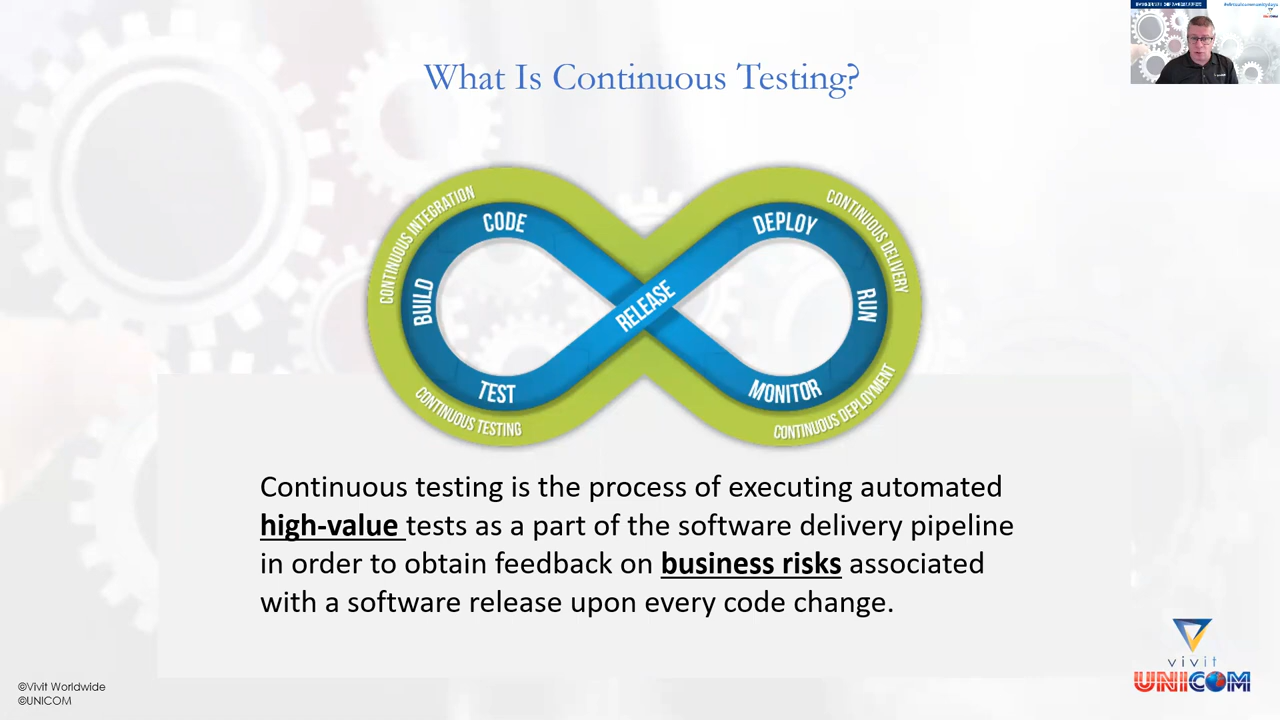 What Is Continuous Testing?
CONTINUOUS INTEGRATION
CODE
BUILD
TEST
CONTINUOUS TESTING
RELEASE
DEPLOY
CONTINUOUS DELIVERY
RUN
MONITOR
CONTINUOUS DEPLOYMENT
Continuous testing is the process of executing automated
high-value tests as a part of the software delivery pipeline
in order to obtain feedback on business risks associated
with a software release upon every code change.
©Vivit Worldwide
©UNICOM
vivit
UNICOM